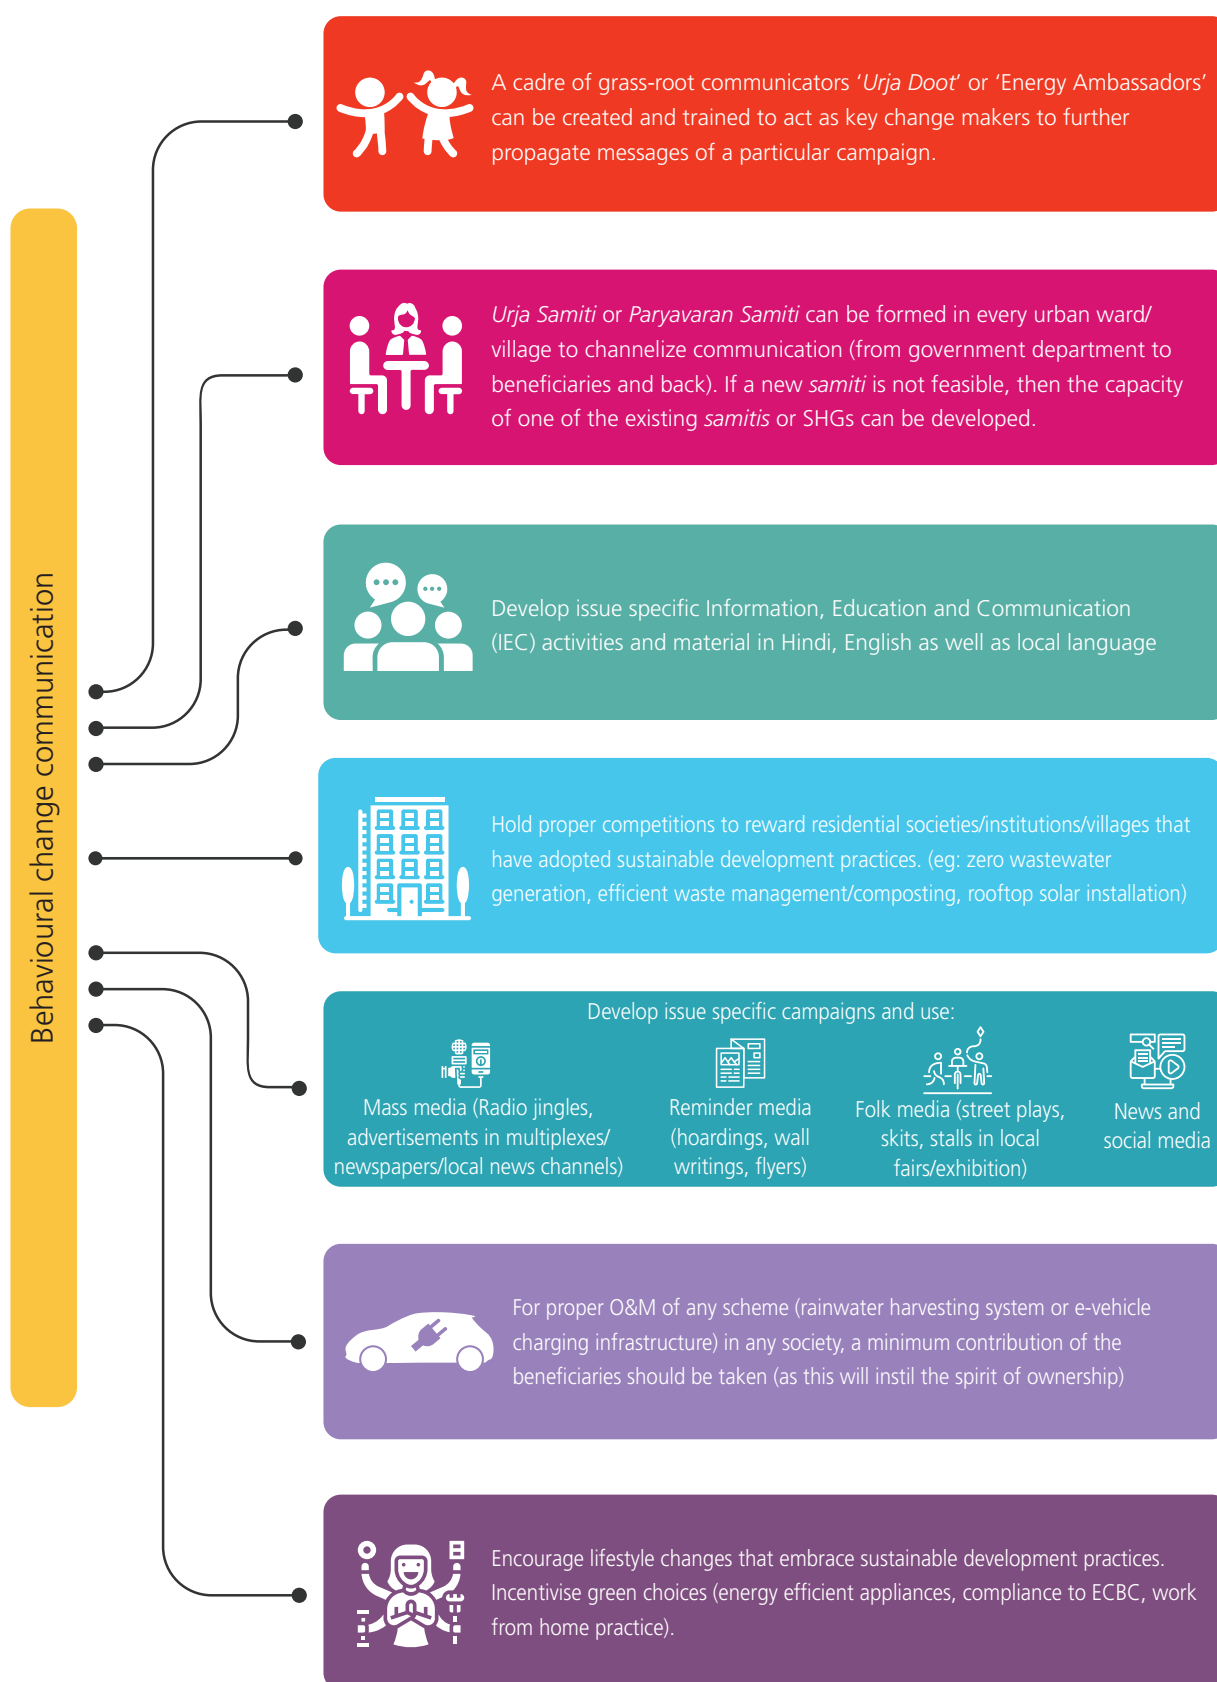 Behavioural change communication
A cadre of grass-root communicators ‘Urja Doot’ or ‘Energy Ambassadors’
can be created and trained to act as key change makers to further
propagate messages of a particular campaign.
Urja Samiti or Paryavaran Samiti can be formed in every urban ward/
village to channelize communication (from government department to
beneficiaries and back). If a new samiti is not feasible, then the capacity
of one of the existing samitis or SHGs can be developed.
Develop issue specific Information, Education and Communication
(IEC) activities and material in Hindi, English as well as local language
Hold proper competitions to reward residential societies/institutions/villages that
have adopted sustainable development practices. (eg: zero wastewater
generation, efficient waste management/composting, rooftop solar installation)
Develop issue specific campaigns and use:
Mass media (Radio jingles,
advertisements in multiplexes/
newspapers/local news channels)
Reminder media
(hoardings, wall
writings, flyers)
Folk media (street plays,
skits, stalls in local
fairs/exhibition)
News and
social media
For proper O&M of any scheme (rainwater harvesting system or e-vehicle
charging infrastructure) in any society, a minimum contribution of the
beneficiaries should be taken (as this will instil the spirit of ownership)
Encourage lifestyle changes that embrace sustainable development practices.
Incentivise green choices (energy efficient appliances, compliance to ECBC, work
from home practice).